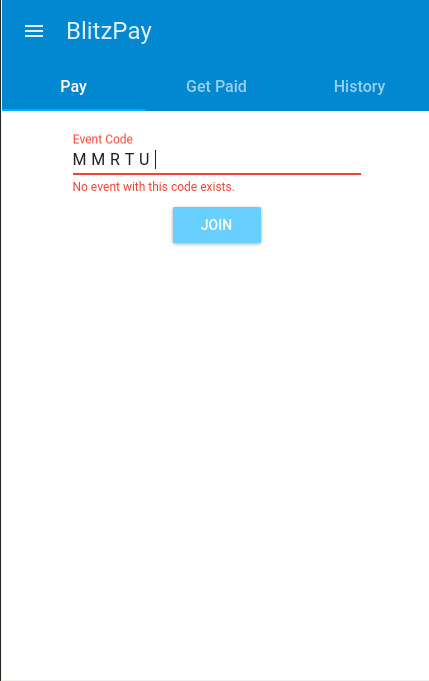 BlitzPay
Pay Get Paid History
Event Code
MMRTU
No event with this code exists.
JOIN